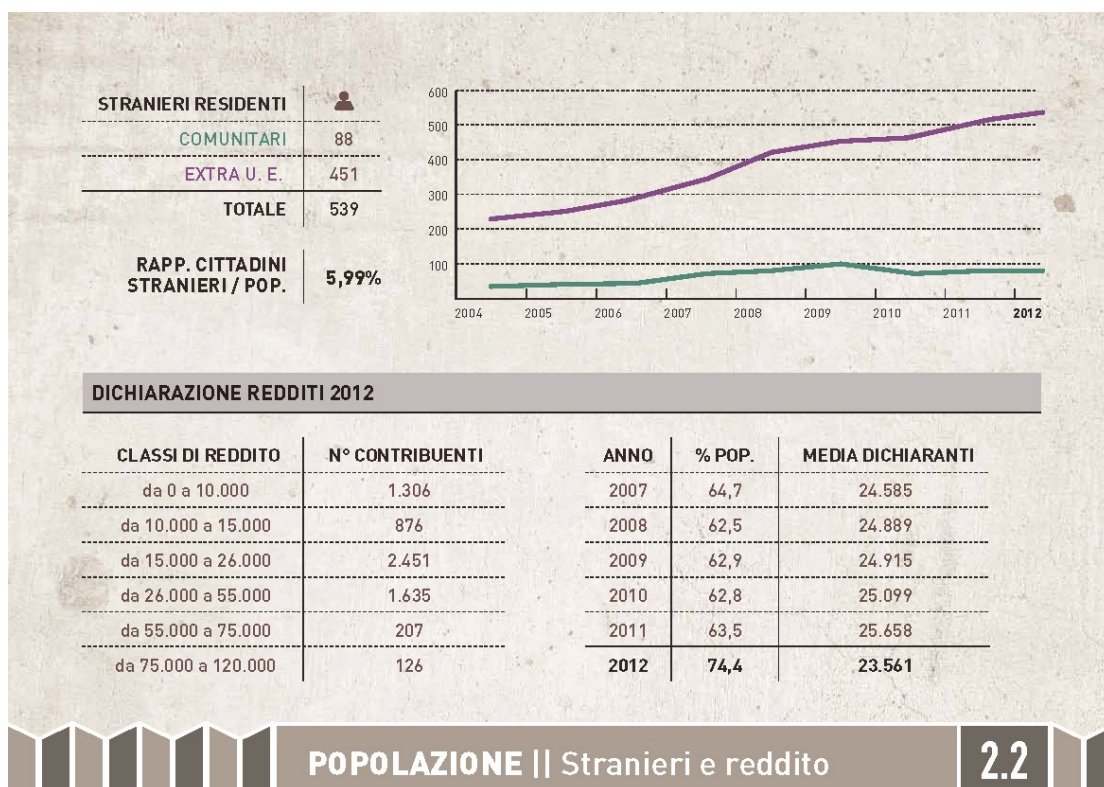 STRANIERI RESIDENTI
COMUNITARI 88
EXTRA U. E. 451
TOTALE 539
RAPP. CITTADINI
STRANIERI / POP. 5,99%
600
500
400
300
200
100
2004 2005 2006 2007 2008 2009 2010 2011 2012
DICHIARAZIONE REDDITI 2012
CLASSI DI REDDITO N° CONTRIBUENTI
da 0 a 10.000 1.306
da 10.000 a 15.000 876
da 15.000 a 26.000 2.451
da 26.000 a 55.000 1.635
da 55.000 a 75.000 207
da 75.000 a 120.000 126
ANNO % POP. MEDIA DICHIARANTI
2007 64,7 24.585
2008 62,5 24.889
2009 62,9 24.915
2010 62,8 25.099
2011 63,5 25.658
2012 74,4 23.561
POPOLAZIONE || Stranieri e reddito 2.2